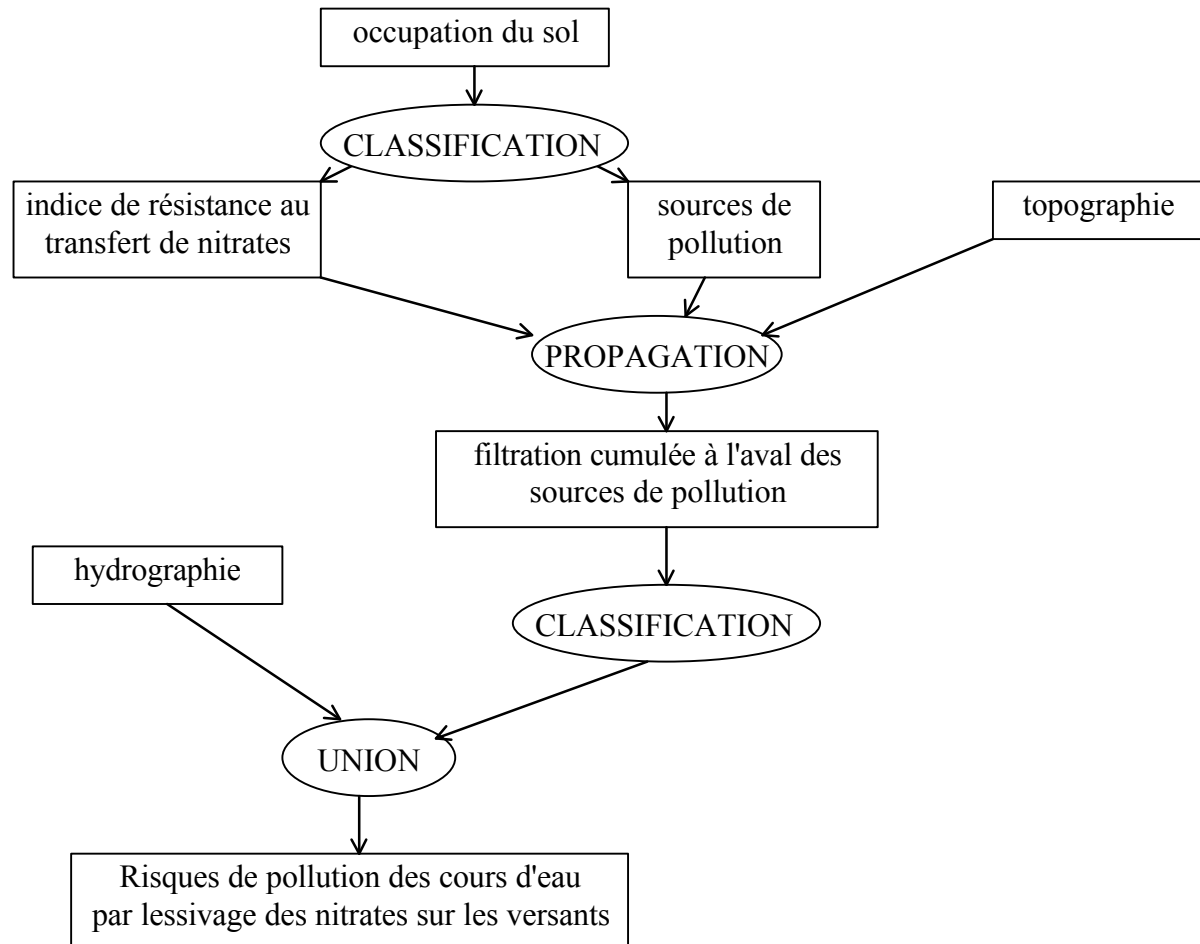 occupation du sol
CLASSIFICATION
indice de résistance au
transfert de nitrates
sources de
pollution
topographie
PROPAGATION
filtration cumulée à l'aval des
sources de pollution
hydrographie
CLASSIFICATION
UNION
Risques de pollution des cours d'eau
par lessivage des nitrates sur les versants